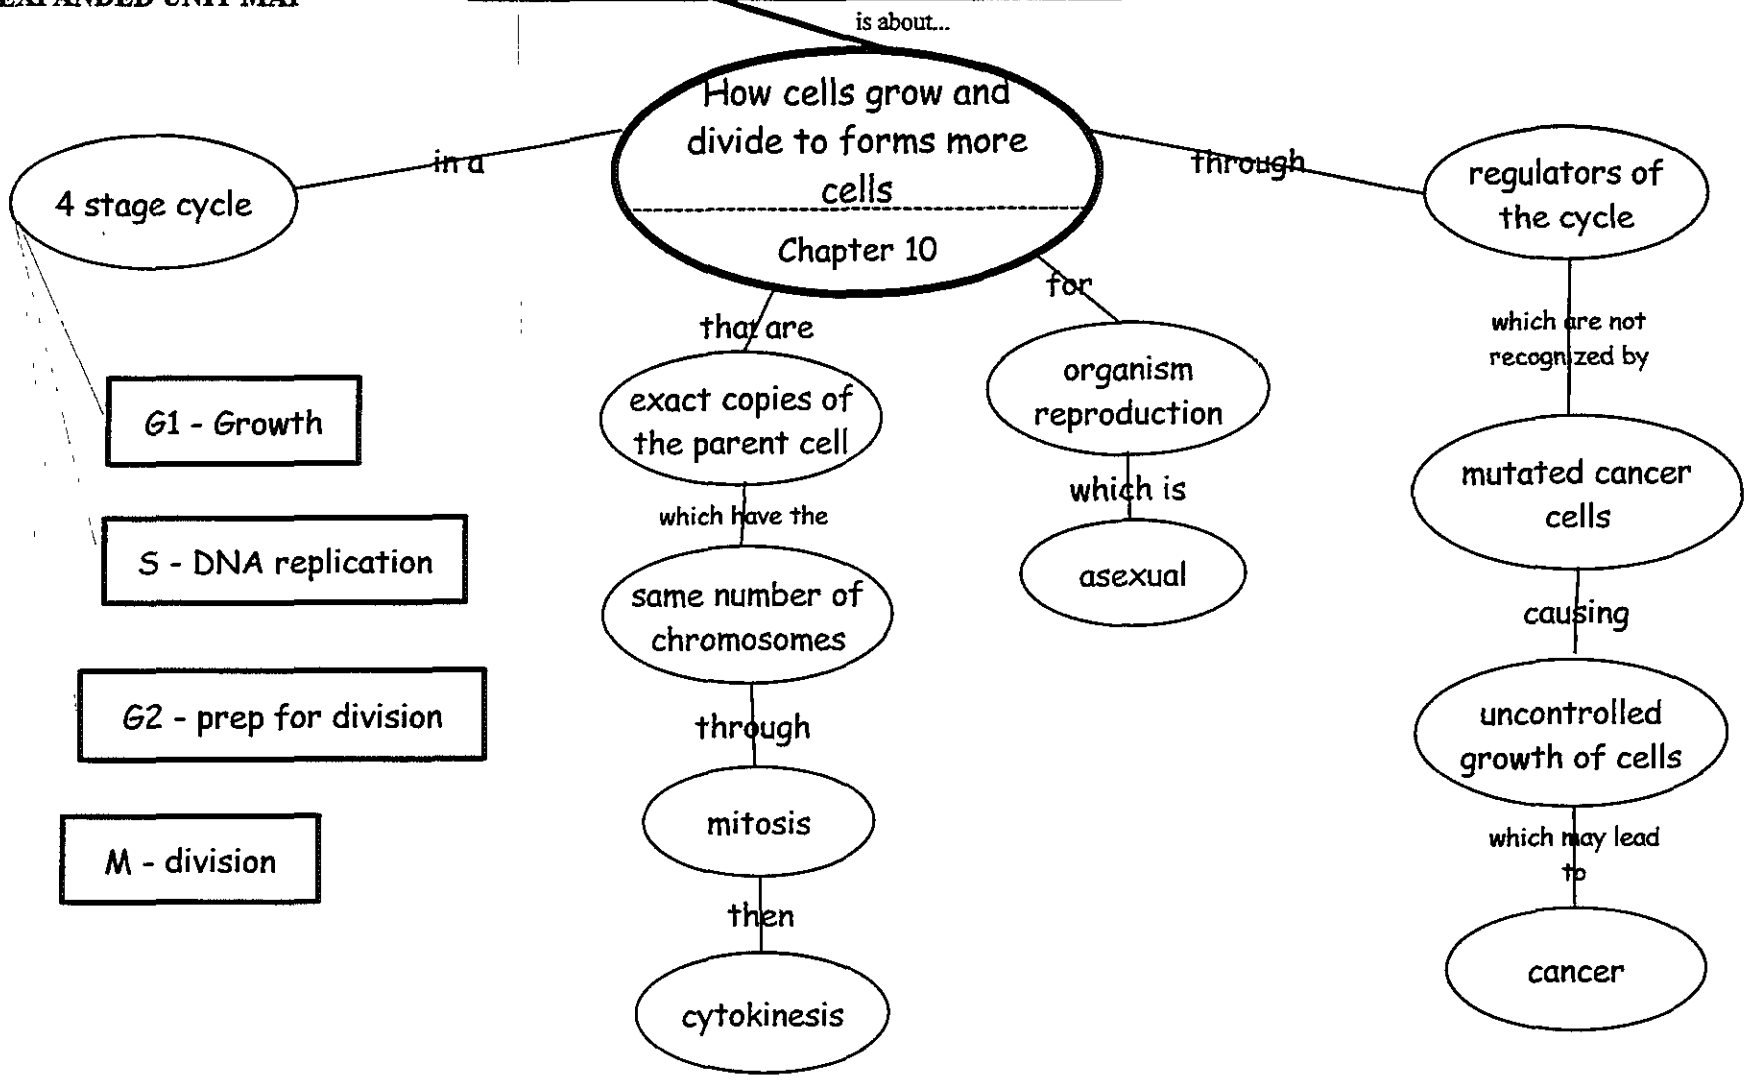 EXPANDED UNIT MAP
is about...
How cells grow and
divide to forms more
cells
Chapter 10
in a
4 stage cycle
G1 - Growth
S - DNA replication
G2 - prep for division
M - division
that are
exact copies of
the parent cell
which have the
same number of
chromosomes
through
mitosis
then
cytokinesis
for
organism
reproduction
which is
asexual
through
regulators of
the cycle
which are not
recognized by
mutated cancer
cells
causing
uncontrolled
growth of cells
which may lead
to
cancer